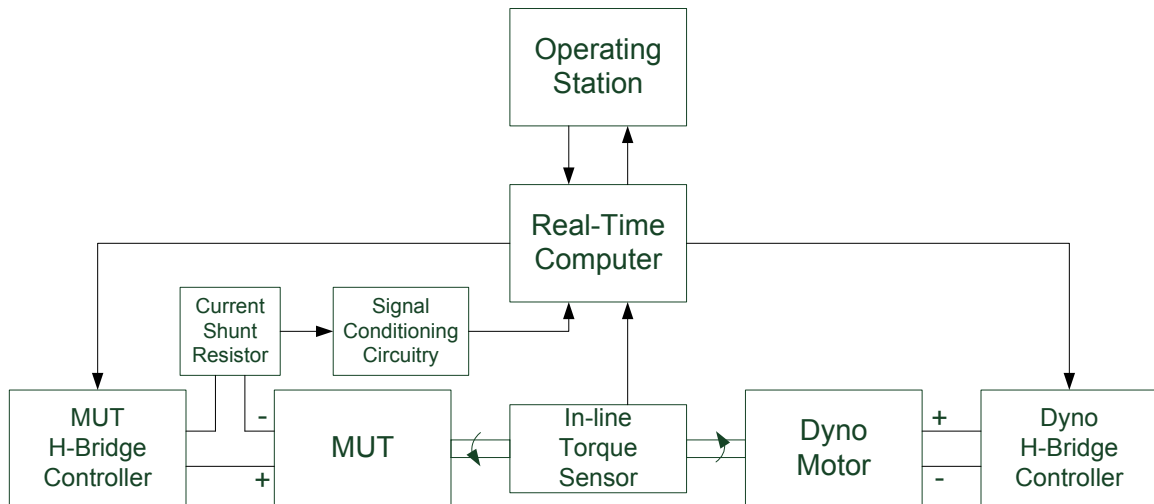 Operating
Station
Real-Time
Computer
Current
Shunt
Resistor
Signal
Conditioning
Circuitry
MUT
H-Bridge
Controller
-
+
MUT
In-line
Torque
Sensor
Dyno
Motor
+
-
Dyno
H-Bridge
Controller